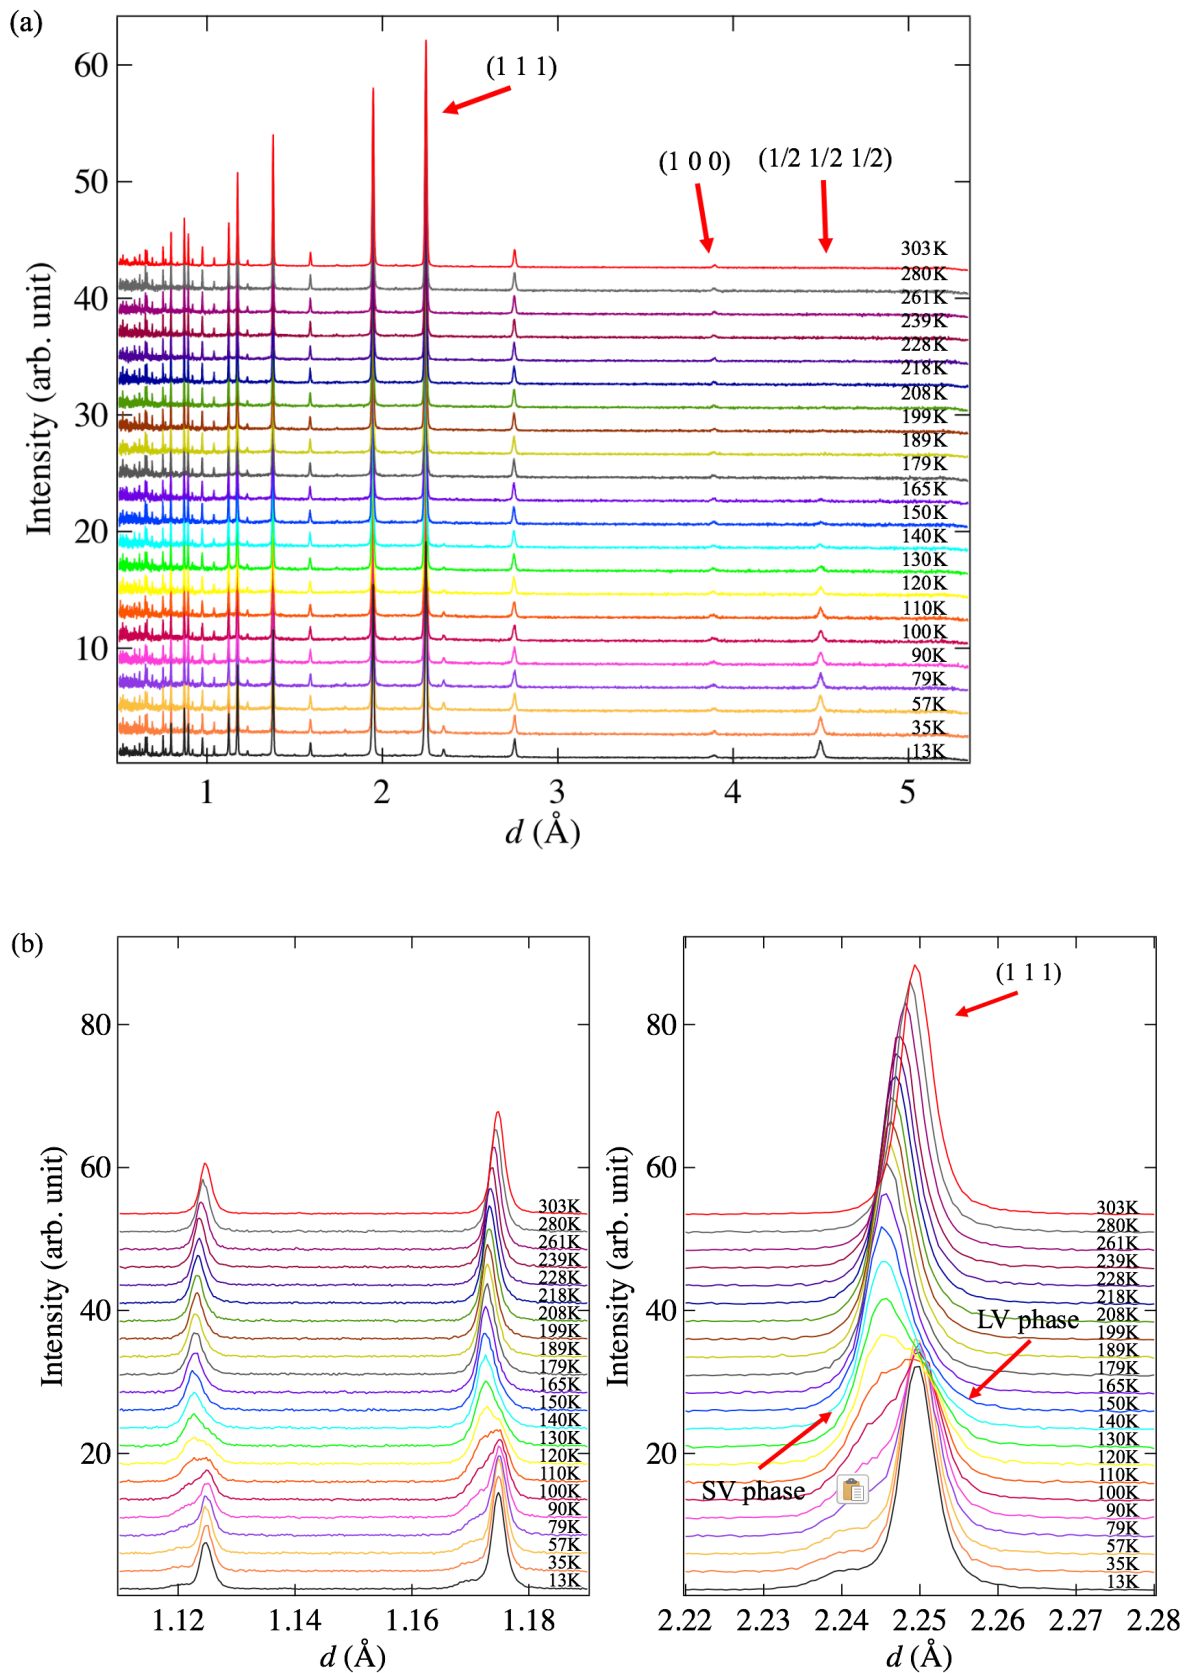 (a)
60
50
40
30
20
10
Intensity (arb. unit)
(1 1 1)
(1 0 0)
(1/2 1/2 1/2)
303K
280K
261K
239K
228K
218K
208K
199K
189K
179K
165K
150K
140K
130K
120K
110K
100K
90K
79K
57K
35K
13K
1 2 3 4 5
d (Å)
(b)
80
60
40
20
Intensity (arb. unit)
303K
280K
261K
239K
228K
218K
208K
199K
189K
179K
165K
150K
140K
130K
120K
110K
100K
90K
79K
57K
35K
13K
1.12 1.14 1.16 1.18
d (Å)
80
60
40
20
Intensity (arb. unit)
(1 1 1)
LV phase
SV phase
303K
280K
261K
239K
228K
218K
208K
199K
189K
179K
165K
150K
140K
130K
120K
110K
100K
90K
79K
57K
35K
13K
2.22 2.23 2.24 2.25 2.26 2.27 2.28
d (Å)